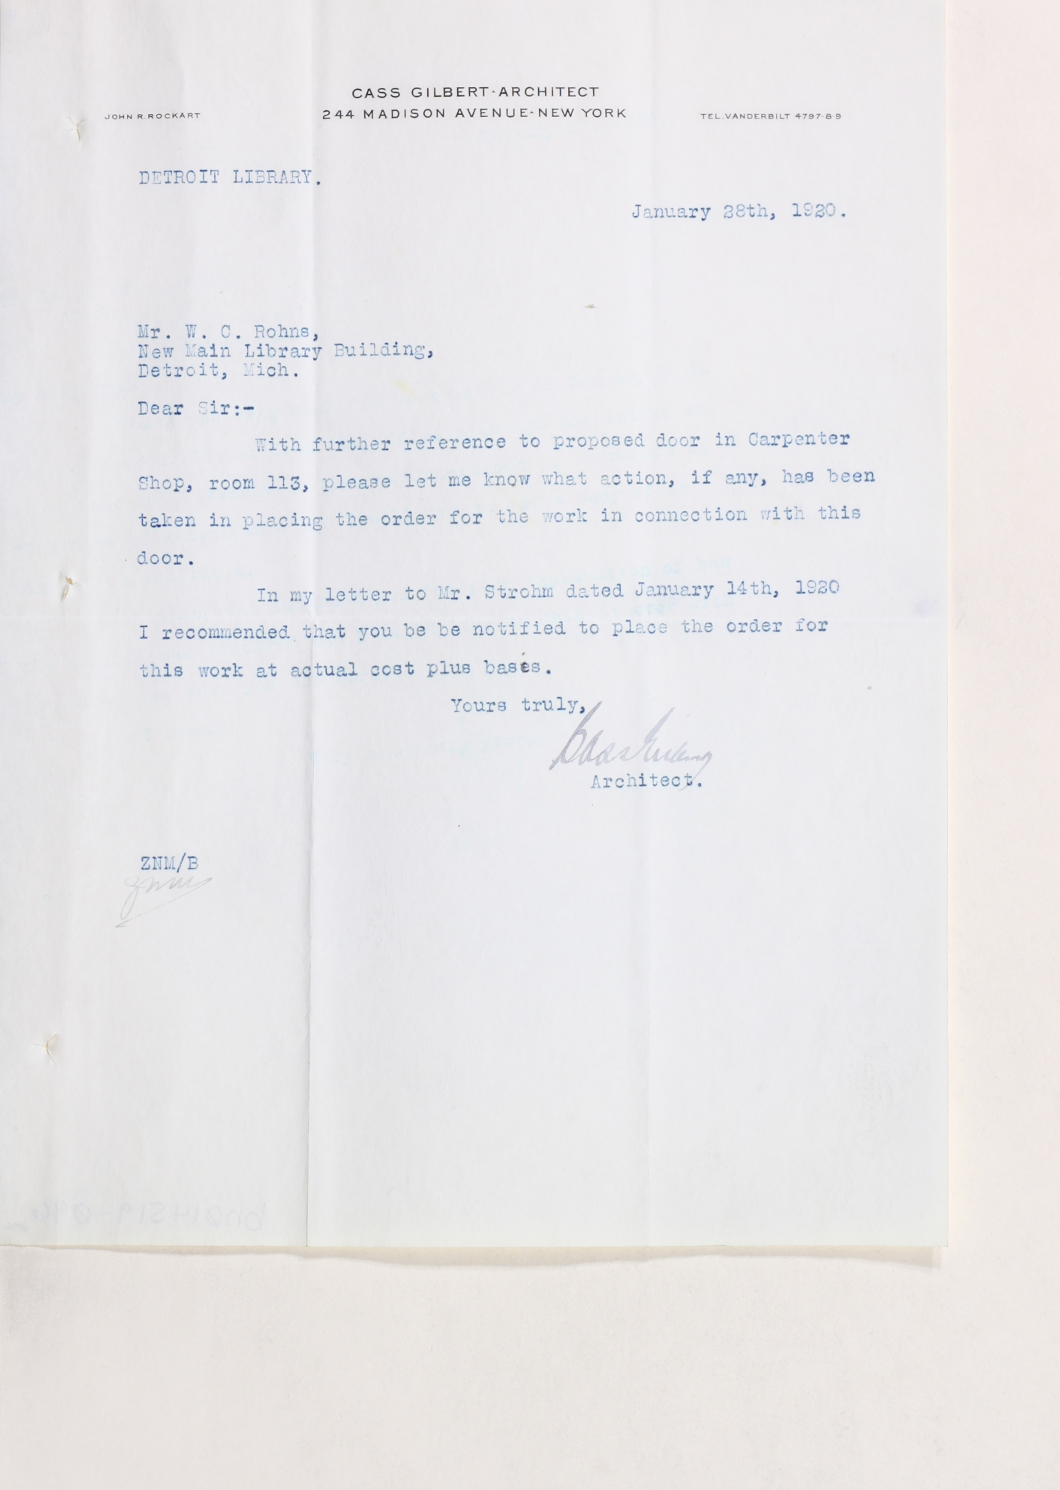 CASS GILBERT-ARCHITECT
JOHN R. ROCKART 244 MADISON AVENUE-NEW YORK TEL. VANDERBILT 4797-8-9
DETROIT LIBRARY.
January 28th, 1920.
Mr. W. C. Rohns,
New Main Library Building,
Detroit, Mich.
Dear Sir:-
With further reference to proposed door in Carpenter
Shop, room 113, please let me know what action, if any, has been
taken in placing the order for the work in connection with this
door.
In my letter to Mr. Strohm dated January 14th, 1920
I recommended that you be be notified to place the order for
this work at actual cost plus basis.
Yours truly,
Cass Gilbert
Architect.
ZNM/B
znm